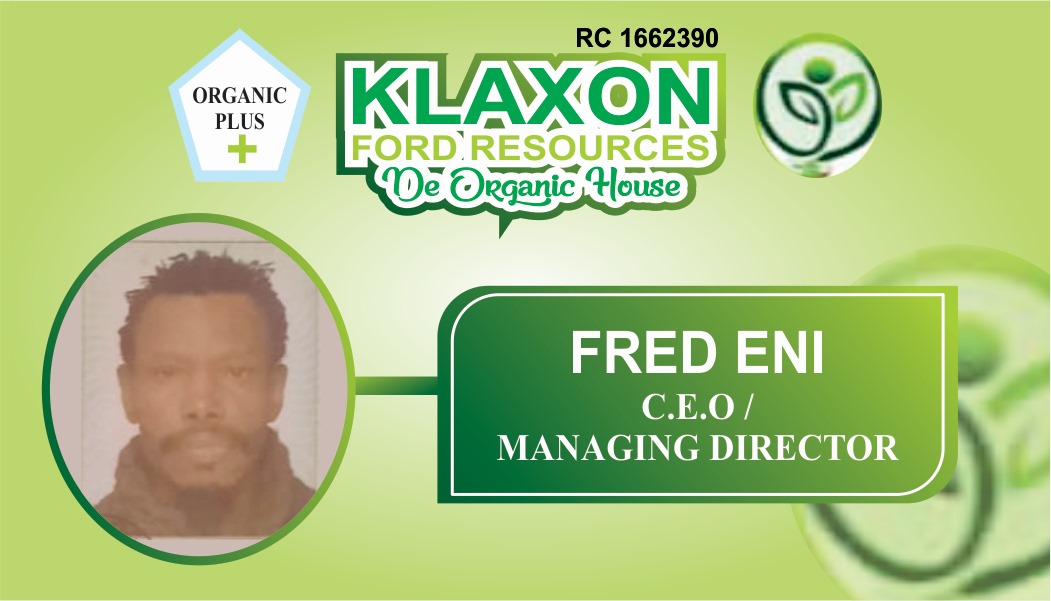 RC 1662390
ORGANIC
PLUS
+
KLAXON
FORD RESOURCES
De Organic House
FRED ENI
C.E.O /
MANAGING DIRECTOR